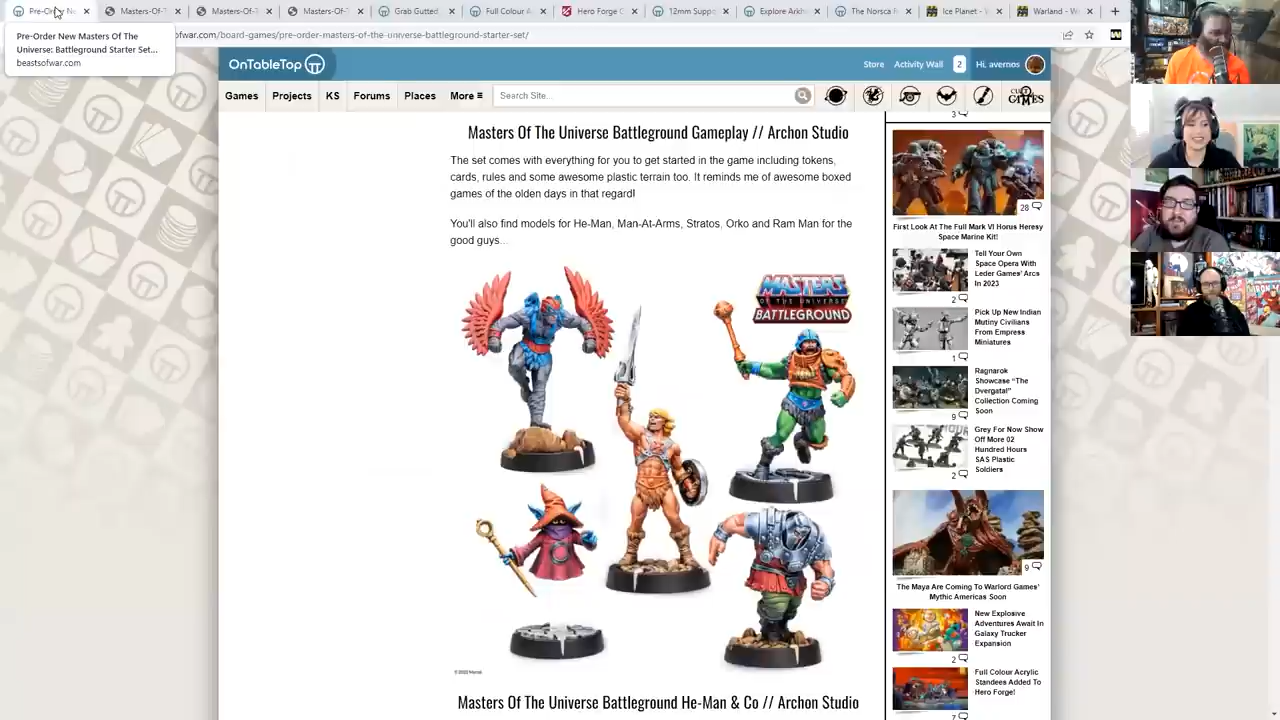 Pre-Or
Masters-Of-T
Masters-Of-T
Masters-Of-T
Grab Gutted
Full Colour A
Hero Forge C
12mm Suppo
Explore Arkh
The Norsca R
Ice Planet - V
Warland - W
Pre-Order New Masters Of The
Universe: Battleground Starter Set...
beastsofwar.com
ofwar.com/board-games/pre-order-masters-of-the-universe-battleground-starter-set/
OnTableTop
Store
Activity Wall
2
Hi, avernos
Games
Projects
KS
Forums
Places
More ≡
Search Site...
GAMES
Masters Of The Universe Battleground Gameplay // Archon Studio
The set comes with everything for you to get started in the game including tokens,
cards, rules and some awesome plastic terrain too. It reminds me of awesome boxed
games of the olden days in that regard!
You'll also find models for He-Man, Man-At-Arms, Stratos, Orko and Ram Man for the
good guys...
MASTERS
OF THE UNIVERSE
BATTLEGROUND
Masters Of The Universe Battleground He-Man & Co // Archon Studio
3
28
First Look At The Full Mark VI Horus Heresy
Space Marine Kit!
Tell Your Own
Space Opera With
Leder Games' Arcs
In 2023
2
Pick Up New Indian
Mutiny Civilians
From Empress
Miniatures
1
Ragnarok
Showcase "The
Dvergatal"
Collection Coming
Soon
9
Grey For Now Show
Off More 02
Hundred Hours
SAS Plastic
Soldiers
2
9
The Maya Are Coming To Warlord Games'
Mythic Americas Soon
New Explosive
Adventures Await In
Galaxy Trucker
Expansion
2
Full Colour Acrylic
Standees Added To
Hero Forge!
7